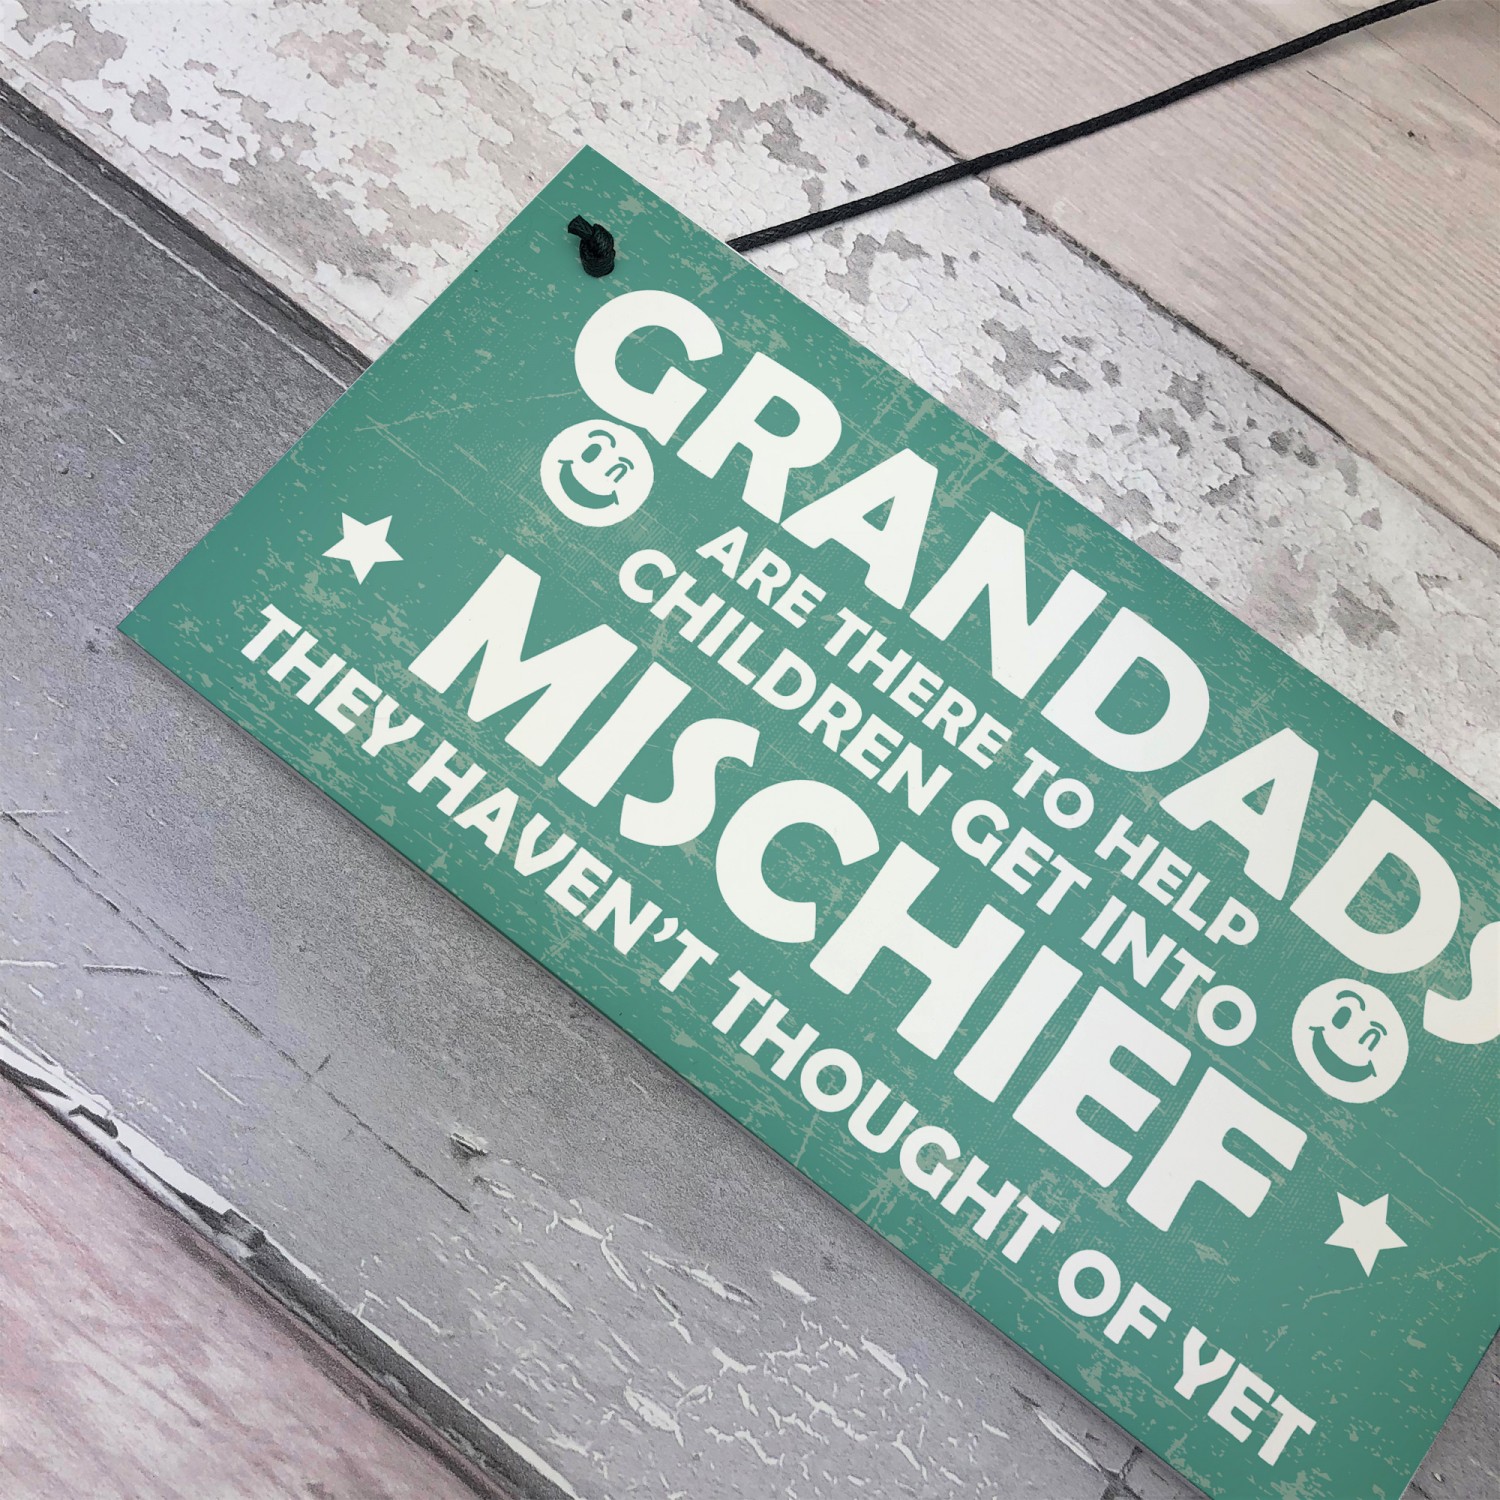 GRANDADS
ARE THERE TO HELP
CHILDREN GET INTO
MISCHIEF
THEY HAVEN'T THOUGHT OF YET